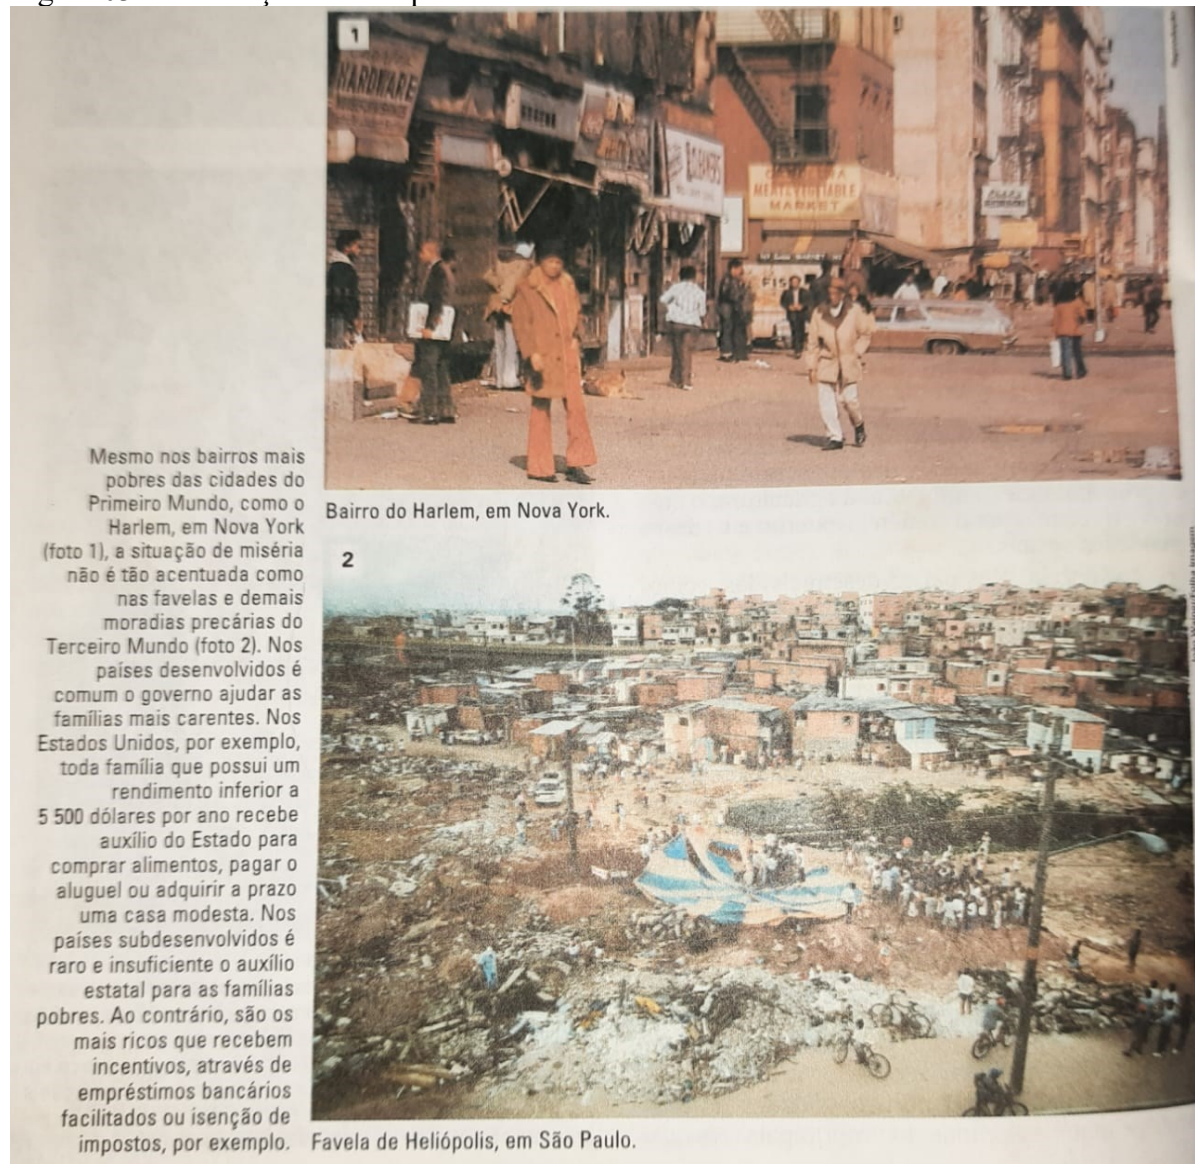 1
HARDWARE
MEAT & VEGETABLE
MARKET
FIS
Bairro do Harlem, em Nova York.
Mesmo nos bairros mais
pobres das cidades do
Primeiro Mundo, como o
Harlem, em Nova York
(foto 1), a situação de miséria
não é tão acentuada como
nas favelas e demais
moradias precárias do
Terceiro Mundo (foto 2). Nos
países desenvolvidos é
comum o governo ajudar as
famílias mais carentes. Nos
Estados Unidos, por exemplo,
toda família que possui um
rendimento inferior a
5 500 dólares por ano recebe
auxílio do Estado para
comprar alimentos, pagar o
aluguel ou adquirir a prazo
uma casa modesta. Nos
países subdesenvolvidos é
raro e insuficiente o auxílio
estatal para as famílias
pobres. Ao contrário, são os
mais ricos que recebem
incentivos, através de
empréstimos bancários
facilitados ou isenção de
impostos, por exemplo.
2
Favela de Heliópolis, em São Paulo.